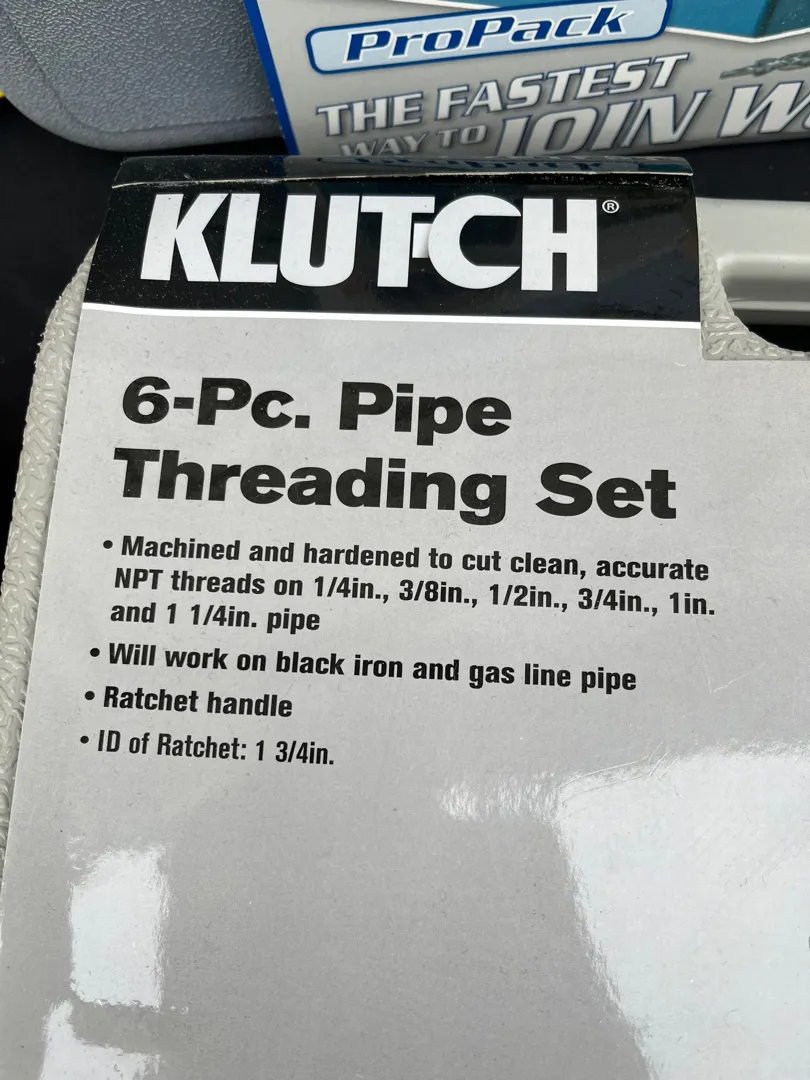 ProPack
THE FASTEST
WAY TO JOIN
KLUTCH®
6-Pc. Pipe
Threading Set
• Machined and hardened to cut clean, accurate
NPT threads on 1/4in., 3/8in., 1/2in., 3/4in., 1in.
and 1 1/4in. pipe
• Will work on black iron and gas line pipe
• Ratchet handle
• ID of Ratchet: 1 3/4in.